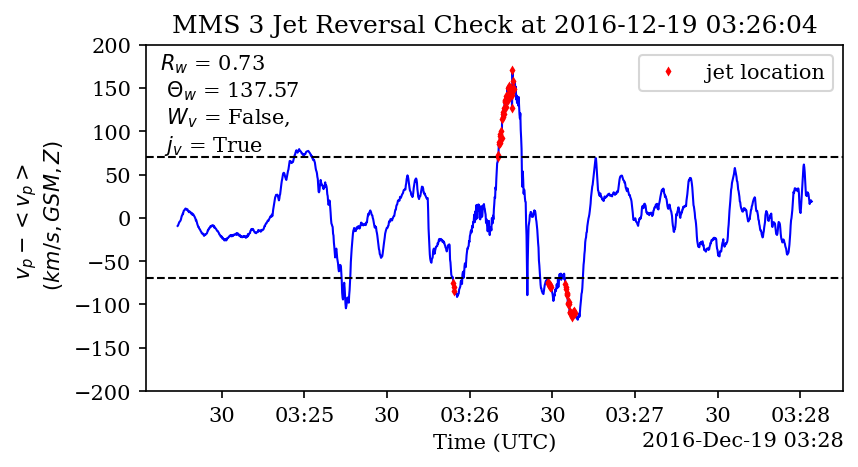 MMS 3 Jet Reversal Check at 2016-12-19 03:26:04
R_w = 0.73
Θ_w = 137.57
W_v = False,
j_v = True
jet location
v_p − < v_p >
(km/s, GSM, Z)
200
150
100
50
0
−50
−100
−150
−200
30 03:25 30 03:26 30 03:27 30 03:28
Time (UTC)
2016-Dec-19 03:28